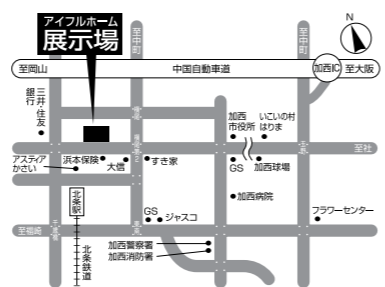 アイフルホーム
展示場
至中町
至中町
N
至岡山
中国自動車道
加西IC
至大阪
三井・住友
銀行
加西
市役所
いこいの村
はりま
至社
アスティア
かさい
浜本保険
大信
すき家
GS
加西球場
北条駅
加西病院
GS
ジャスコ
フラワーセンター
至福崎
北条鉄道
加西警察署
加西消防署